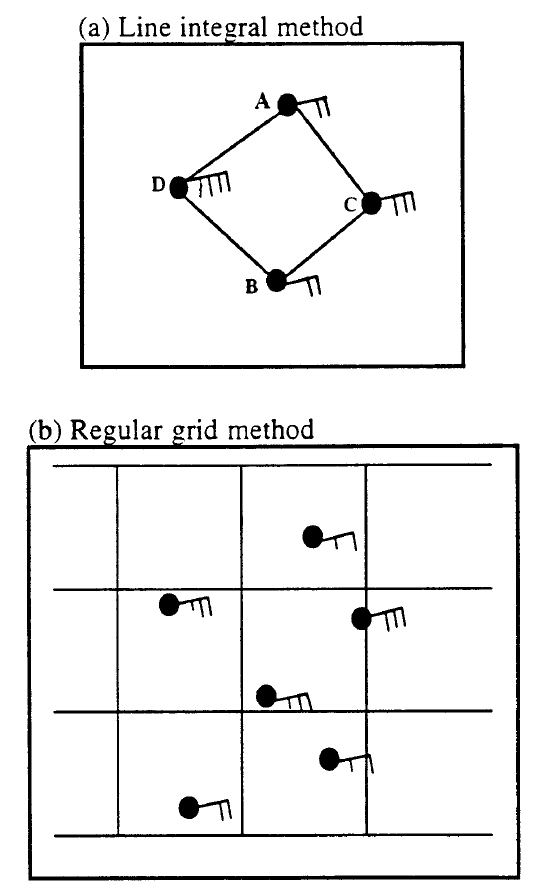 (a) Line integral method
A
D
C
B
(b) Regular grid method